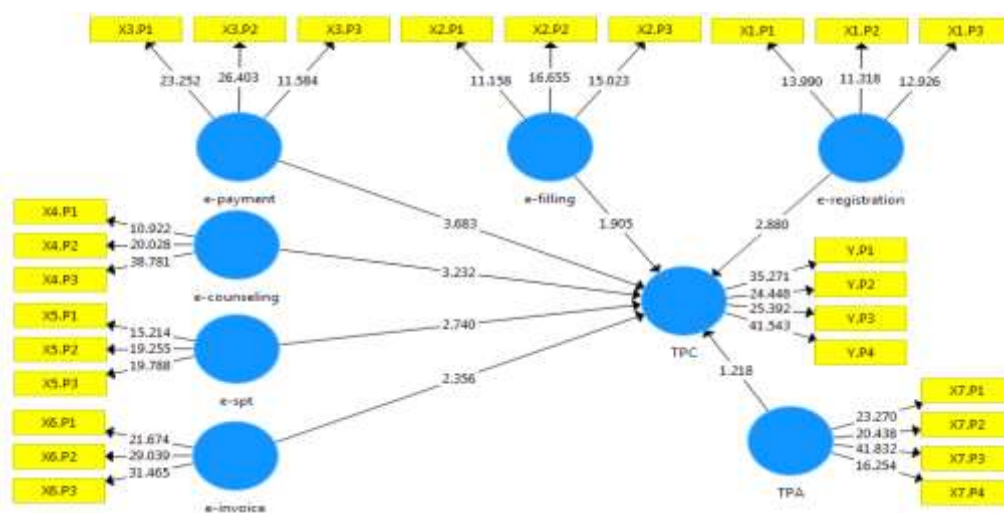 X3.P1 X3.P2 X3.P3 X2.P1 X2.P2 X2.P3 X1.P1 X1.P2 X1.P3
23.252 26.403 11.584 11.158 16.655 15.023 13.990 11.318 12.926
e-payment
e-filling
e-registration
X4.P1
X4.P2
X4.P3
10.922
20.028
38.781
e-counseling
X5.P1
X5.P2
X5.P3
15.214
19.255
19.788
e-spt
X6.P1
X6.P2
X6.P3
21.674
29.039
31.465
e-invoice
3.683
1.905
2.880
3.232
2.740
2.356
1.218
TPC
35.271
24.448
25.392
41.543
Y.P1
Y.P2
Y.P3
Y.P4
TPA
23.270
20.438
41.832
16.254
X7.P1
X7.P2
X7.P3
X7.P4